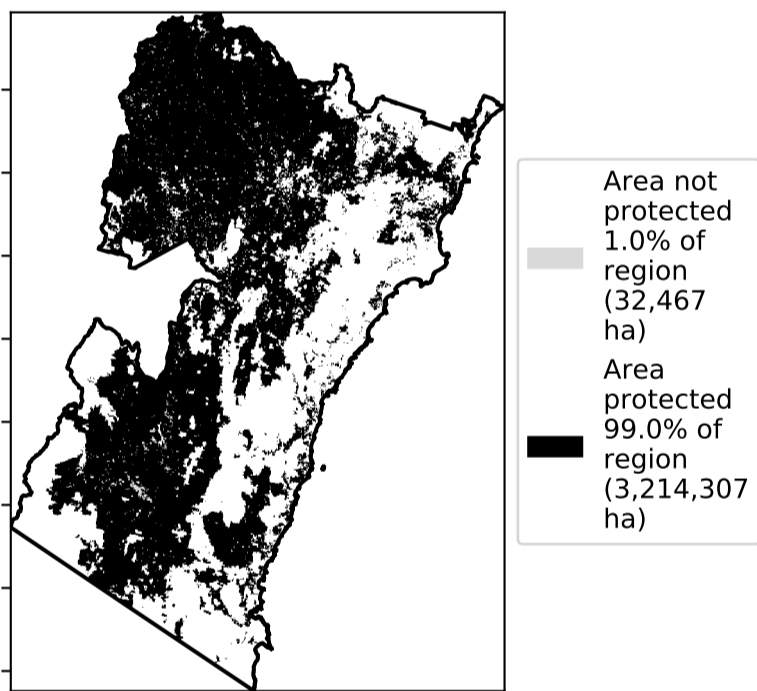 Area not
protected
1.0% of
region
(32,467
ha)
Area
protected
99.0% of
region
(3,214,307
ha)